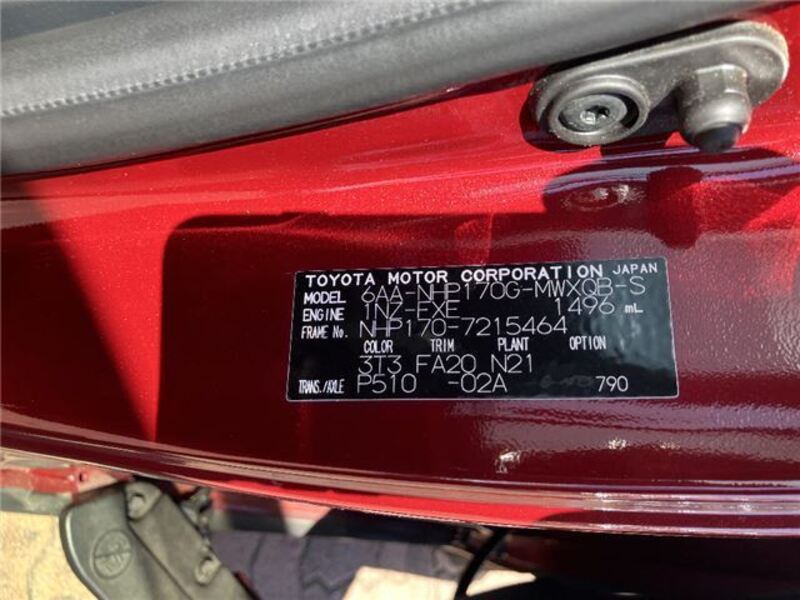 TOYOTA MOTOR CORPORATION JAPAN
MODEL 6AA-NHP170G-MWXQB-S
ENGINE 1NZ-EXE 1496 mL
FRAME No. NHP170-7215464
COLOR TRIM PLANT OPTION
3T3 FA20 N21
TRANS./AXLE P510 -02A 790